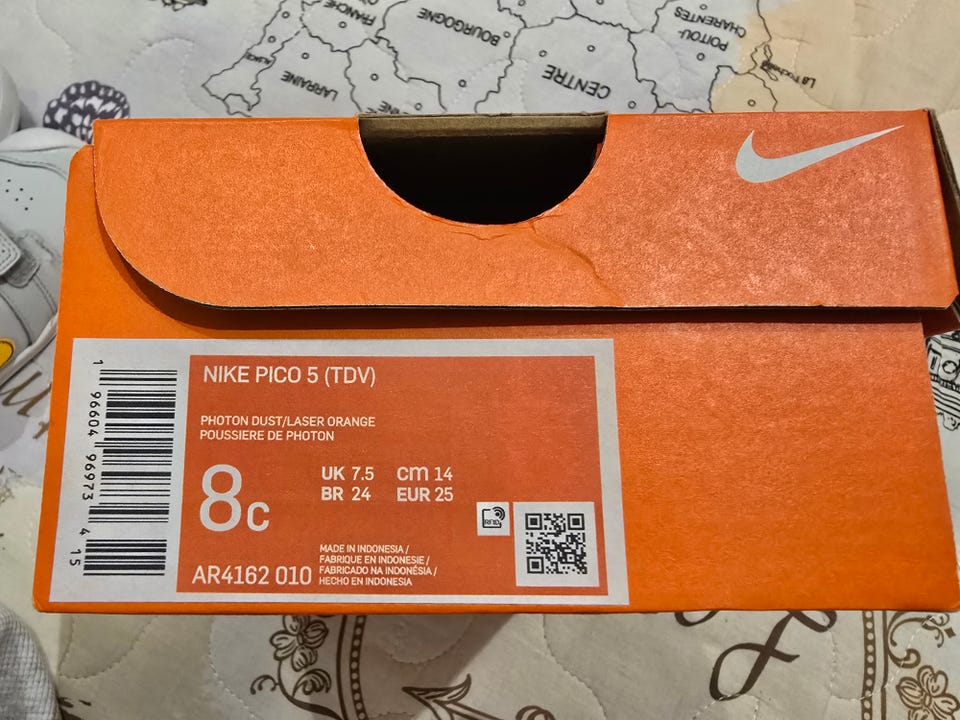 FRANCHE
BOURGOGNE
POITOU-
CHARENTES
LARRAINE
CENTRE
NIKE PICO 5 (TDV)
PHOTON DUST/LASER ORANGE
POUSSIERE DE PHOTON
8C
UK 7.5 CM 14
BR 24 EUR 25
RFID
MADE IN INDONESIA /
FABRIQUE EN INDONESIE /
FABRICADO NA INDONÉSIA /
HECHO EN INDONESIA
AR4162 010
1 96604 96973 4 15